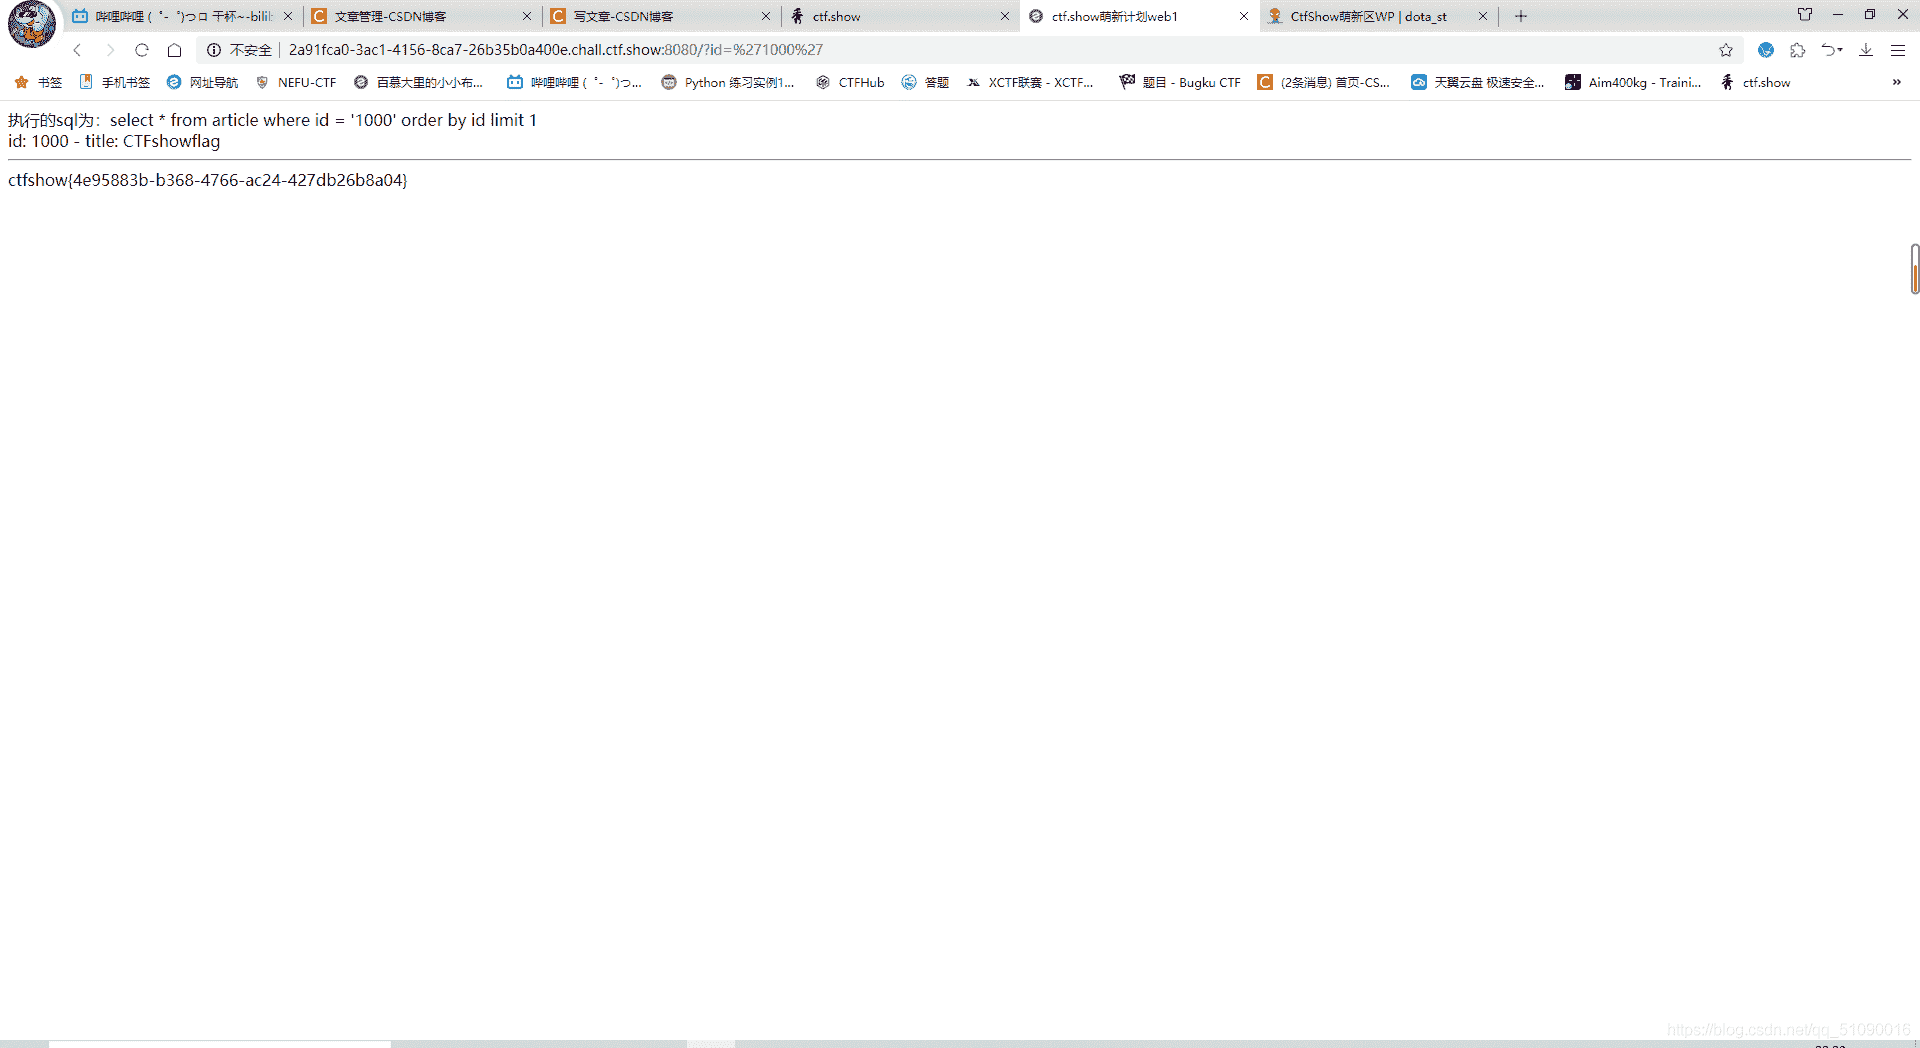 哔哩哔哩 (゜-゜)つロ 干杯~-bili
文章管理-CSDN博客
写文章-CSDN博客
ctf.show
ctf.show萌新计划web1
CtfShow萌新区WP | dota_st
不安全
2a91fca0-3ac1-4156-8ca7-26b35b0a400e.chall.ctf.show:8080/?id=%271000%27
书签
手机书签
网址导航
NEFU-CTF
百慕大里的小小布...
哔哩哔哩 (゜-゜)つ...
Python 练习实例1...
CTFHub
答题
XCTF联赛 - XCTF...
题目 - Bugku CTF
(2条消息) 首页-CS...
天翼云盘 极速安全...
Aim400kg - Traini...
ctf.show
»
执行的sql为：select * from article where id = '1000' order by id limit 1
id: 1000 - title: CTFshowflag
ctfshow{4e95883b-b368-4766-ac24-427db26b8a04}
https://blog.csdn.net/qq_51090016